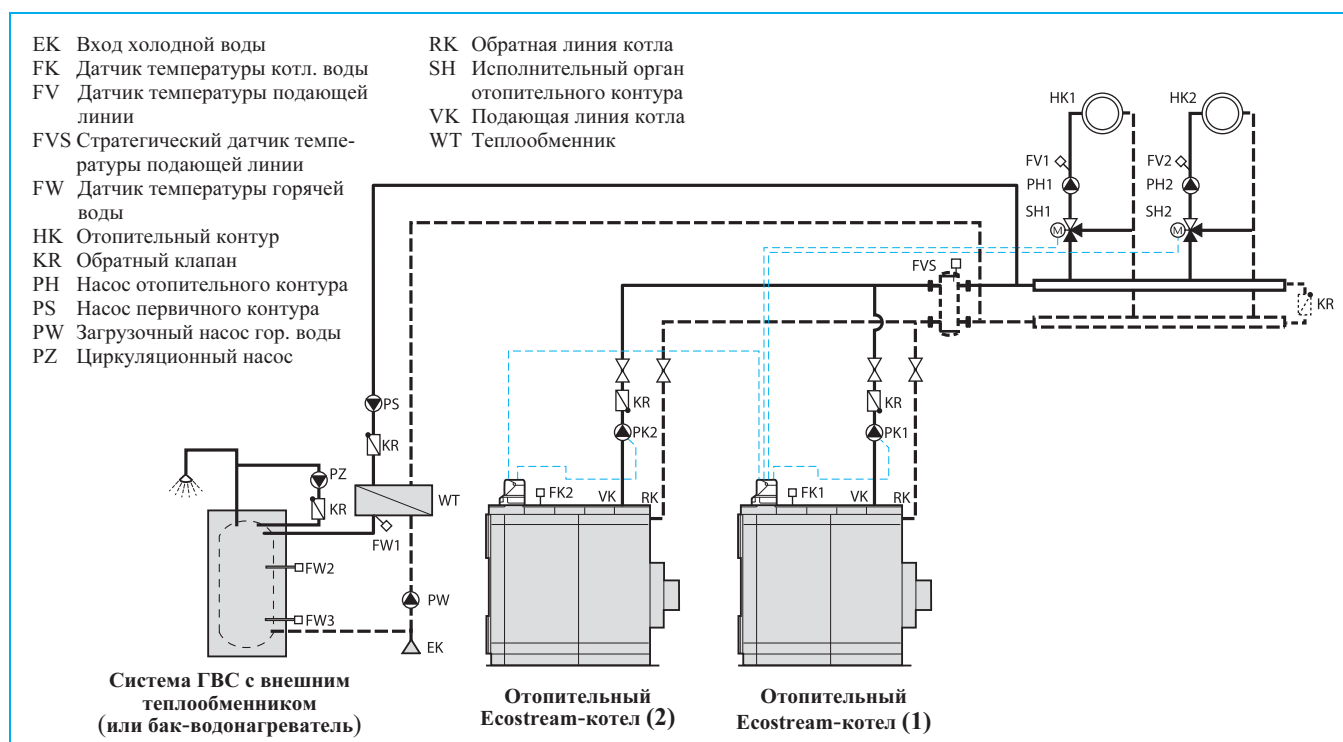 EK Вход холодной воды
FK Датчик температуры котл. воды
FV Датчик температуры подающей
линии
FVS Стратегический датчик темпе-
ратуры подающей линии
FW Датчик температуры горячей
воды
HK Отопительный контур
KR Обратный клапан
PH Насос отопительного контура
PS Насос первичного контура
PW Загрузочный насос гор. воды
PZ Циркуляционный насос
RK Обратная линия котла
SH Исполнительный орган
отопительного контура
VK Подающая линия котла
WT Теплообменник
HK1
HK2
FV1
FV2
PH1
PH2
SH1
SH2
M
M
FVS
KR
PS
KR
KR
KR
PK2
PK1
PZ
KR
WT
FW1
FK2
VK
RK
FK1
VK
RK
FW2
FW3
PW
EK
Система ГВС с внешним
теплообменником
(или бак-водонагреватель)
Отопительный
Ecostream-котел (2)
Отопительный
Ecostream-котел (1)